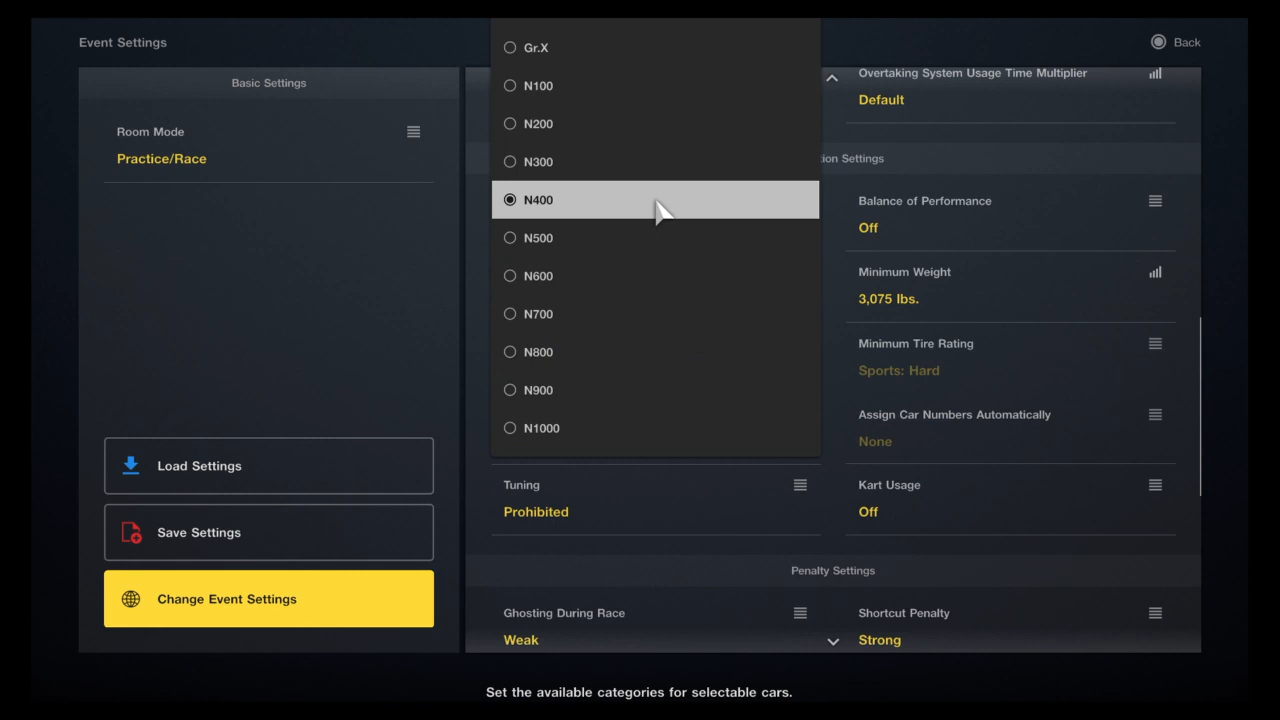 Event Settings
Back
Basic Settings
Room Mode
Practice/Race
Load Settings
Save Settings
Change Event Settings
Gr.X
N100
N200
N300
N400
N500
N600
N700
N800
N900
N1000
Tuning
Prohibited
Overtaking System Usage Time Multiplier
Default
Settings
Balance of Performance
Off
Minimum Weight
3,075 lbs.
Minimum Tire Rating
Sports: Hard
Assign Car Numbers Automatically
None
Kart Usage
Off
Penalty Settings
Ghosting During Race
Weak
Shortcut Penalty
Strong
Set the available categories for selectable cars.